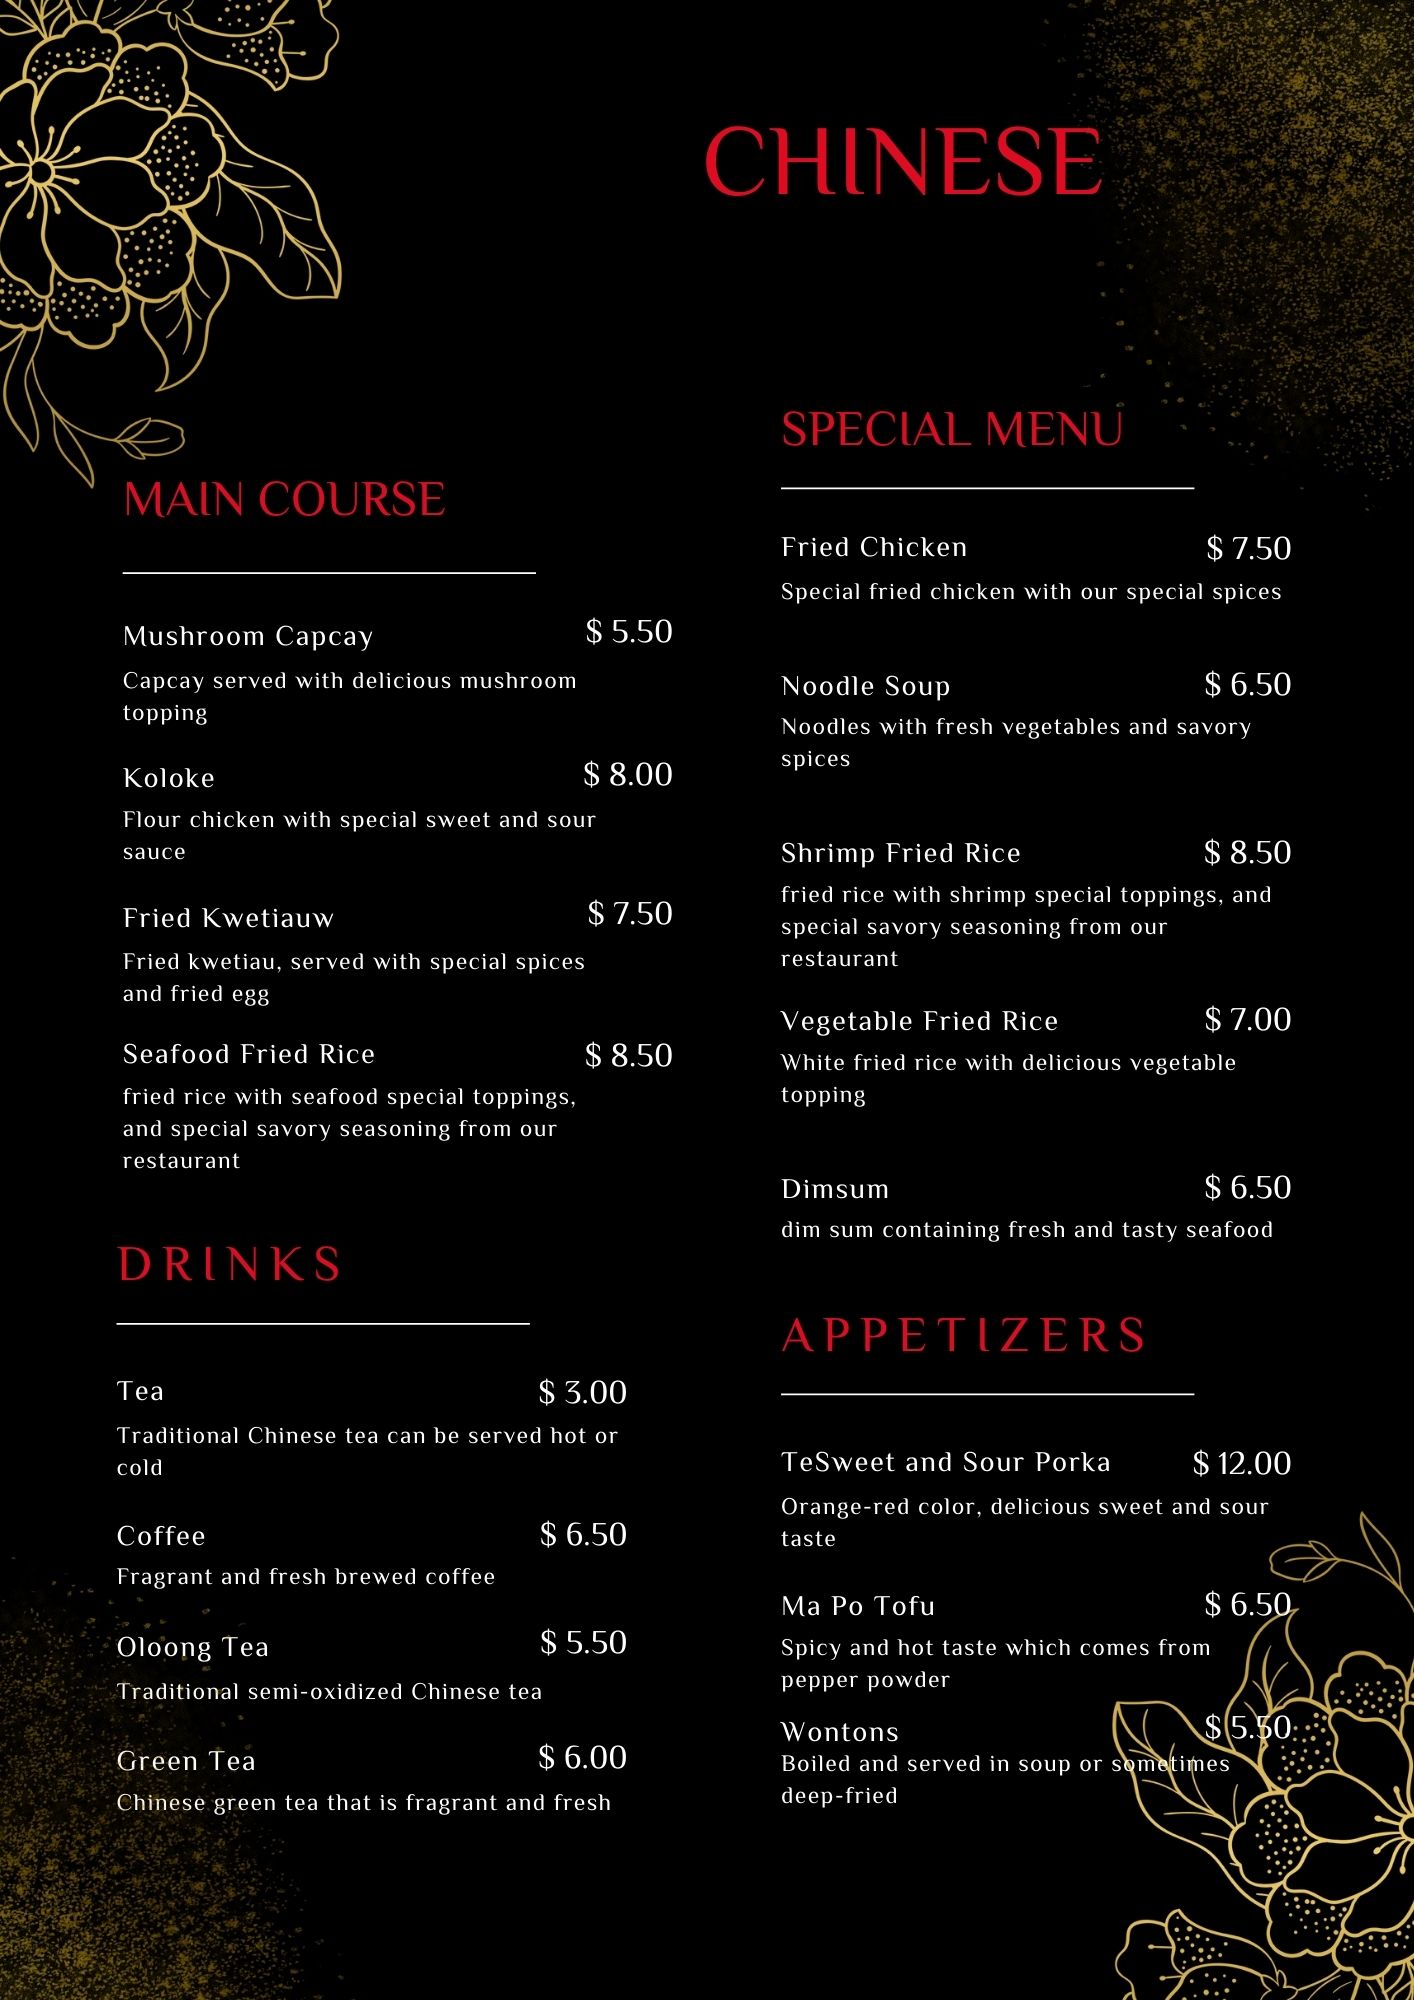 CHINESE
MAIN COURSE
Mushroom Capcay $ 5.50
Capcay served with delicious mushroom
topping
Koloke $ 8.00
Flour chicken with special sweet and sour
sauce
Fried Kwetiauw $ 7.50
Fried kwetiau, served with special spices
and fried egg
Seafood Fried Rice $ 8.50
fried rice with seafood special toppings,
and special savory seasoning from our
restaurant
DRINKS
Tea $ 3.00
Traditional Chinese tea can be served hot or
cold
Coffee $ 6.50
Fragrant and fresh brewed coffee
Oloong Tea $ 5.50
Traditional semi-oxidized Chinese tea
Green Tea $ 6.00
Chinese green tea that is fragrant and fresh
SPECIAL MENU
Fried Chicken $ 7.50
Special fried chicken with our special spices
Noodle Soup $ 6.50
Noodles with fresh vegetables and savory
spices
Shrimp Fried Rice $ 8.50
fried rice with shrimp special toppings, and
special savory seasoning from our
restaurant
Vegetable Fried Rice $ 7.00
White fried rice with delicious vegetable
topping
Dimsum $ 6.50
dim sum containing fresh and tasty seafood
APPETIZERS
TeSweet and Sour Porka $ 12.00
Orange-red color, delicious sweet and sour
taste
Ma Po Tofu $ 6.50
Spicy and hot taste which comes from
pepper powder
Wontons $ 5.50
Boiled and served in soup or sometimes
deep-fried